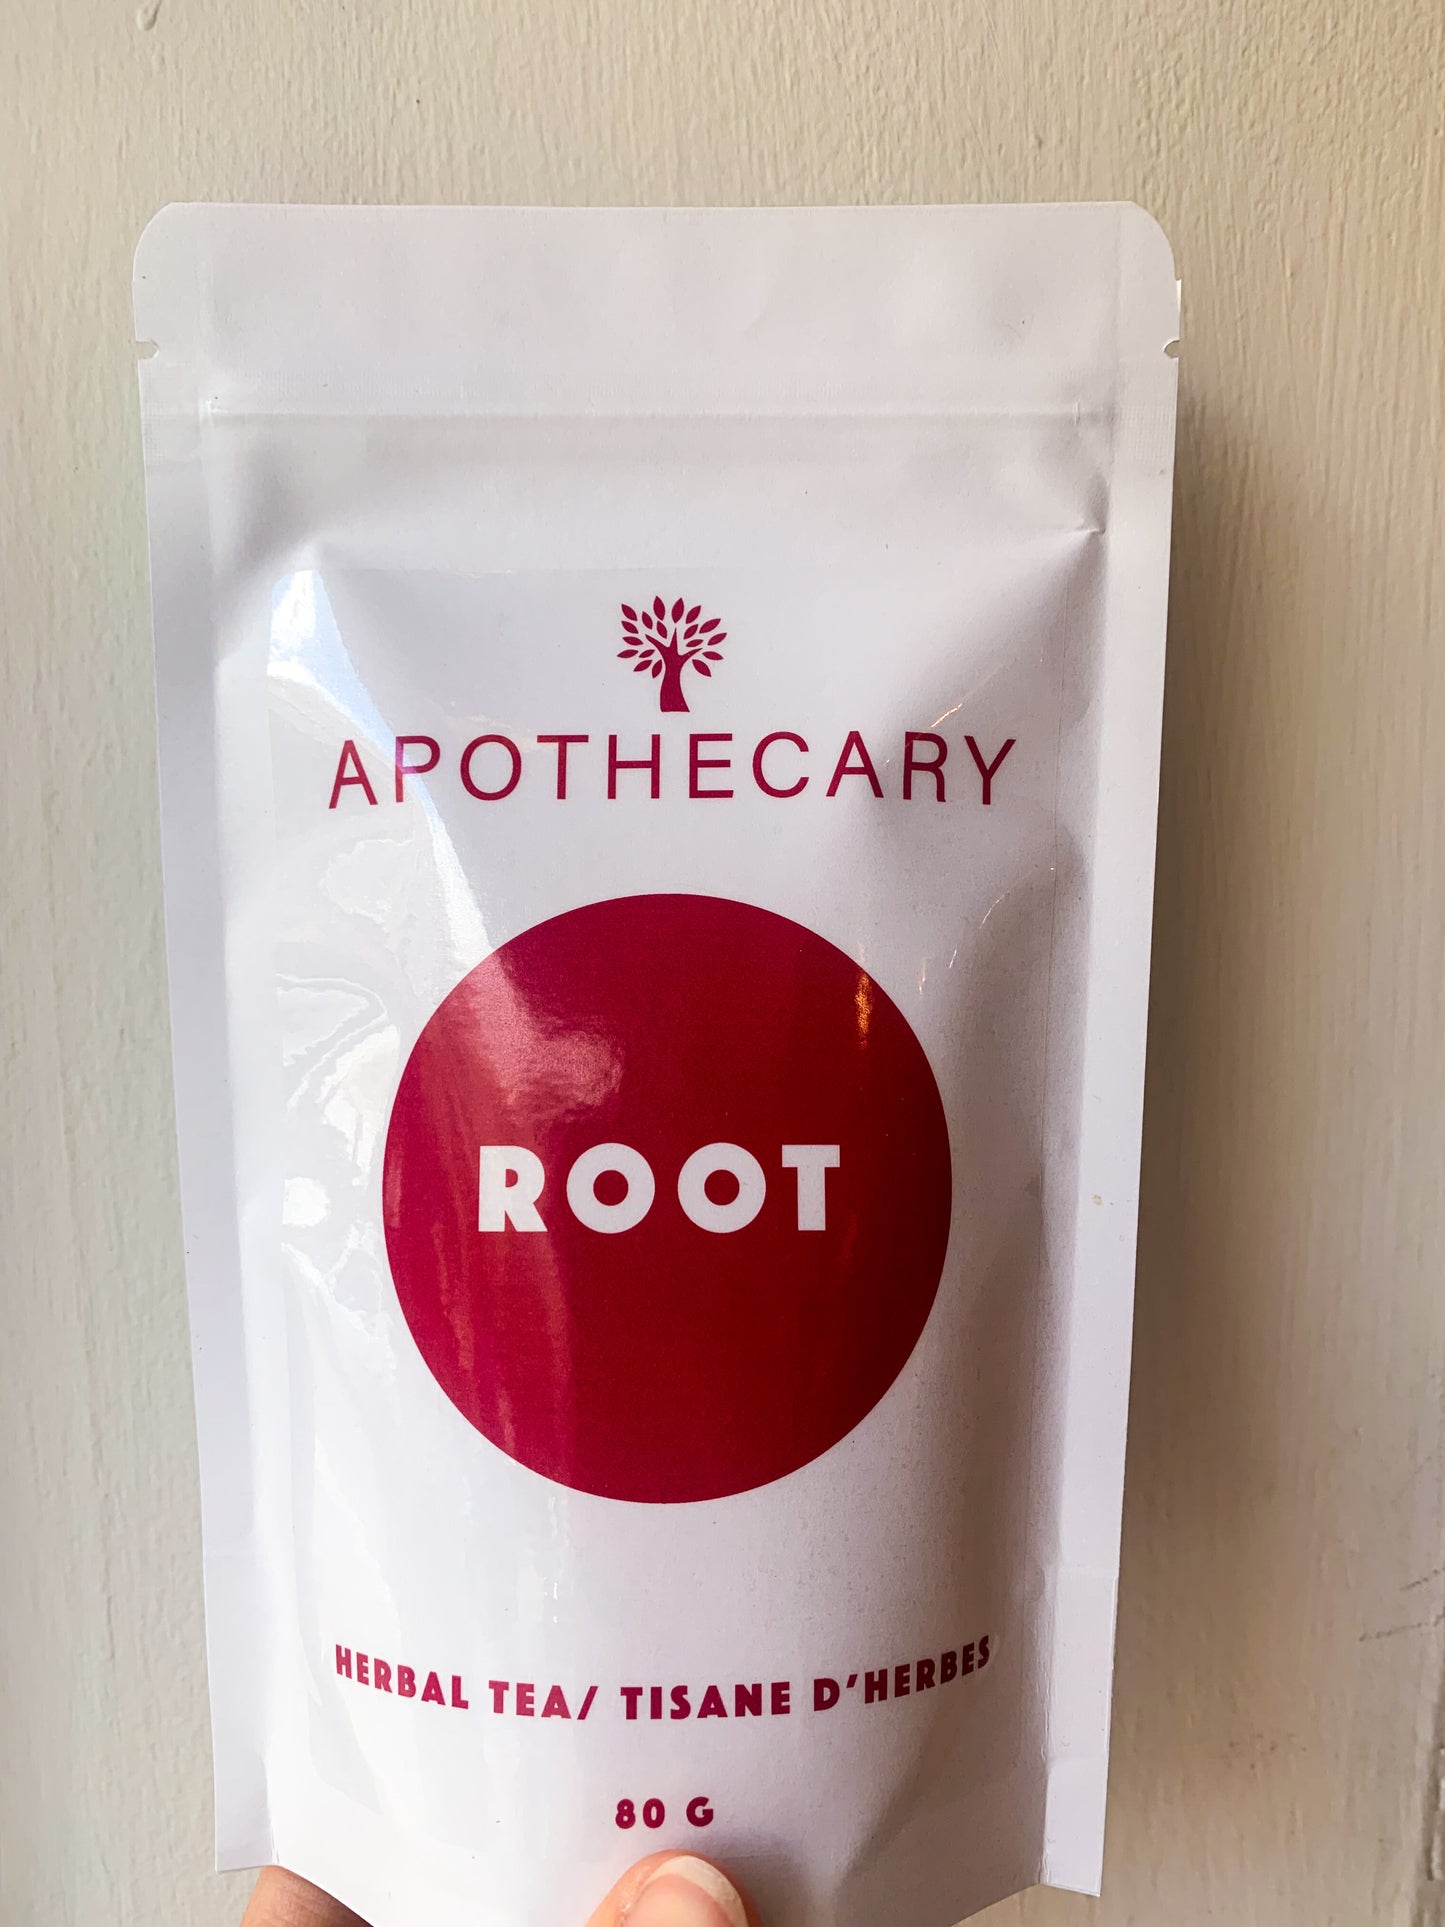 APOTHECARY
ROOT
HERBAL TEA/ TISANE D'HERBES
80 G